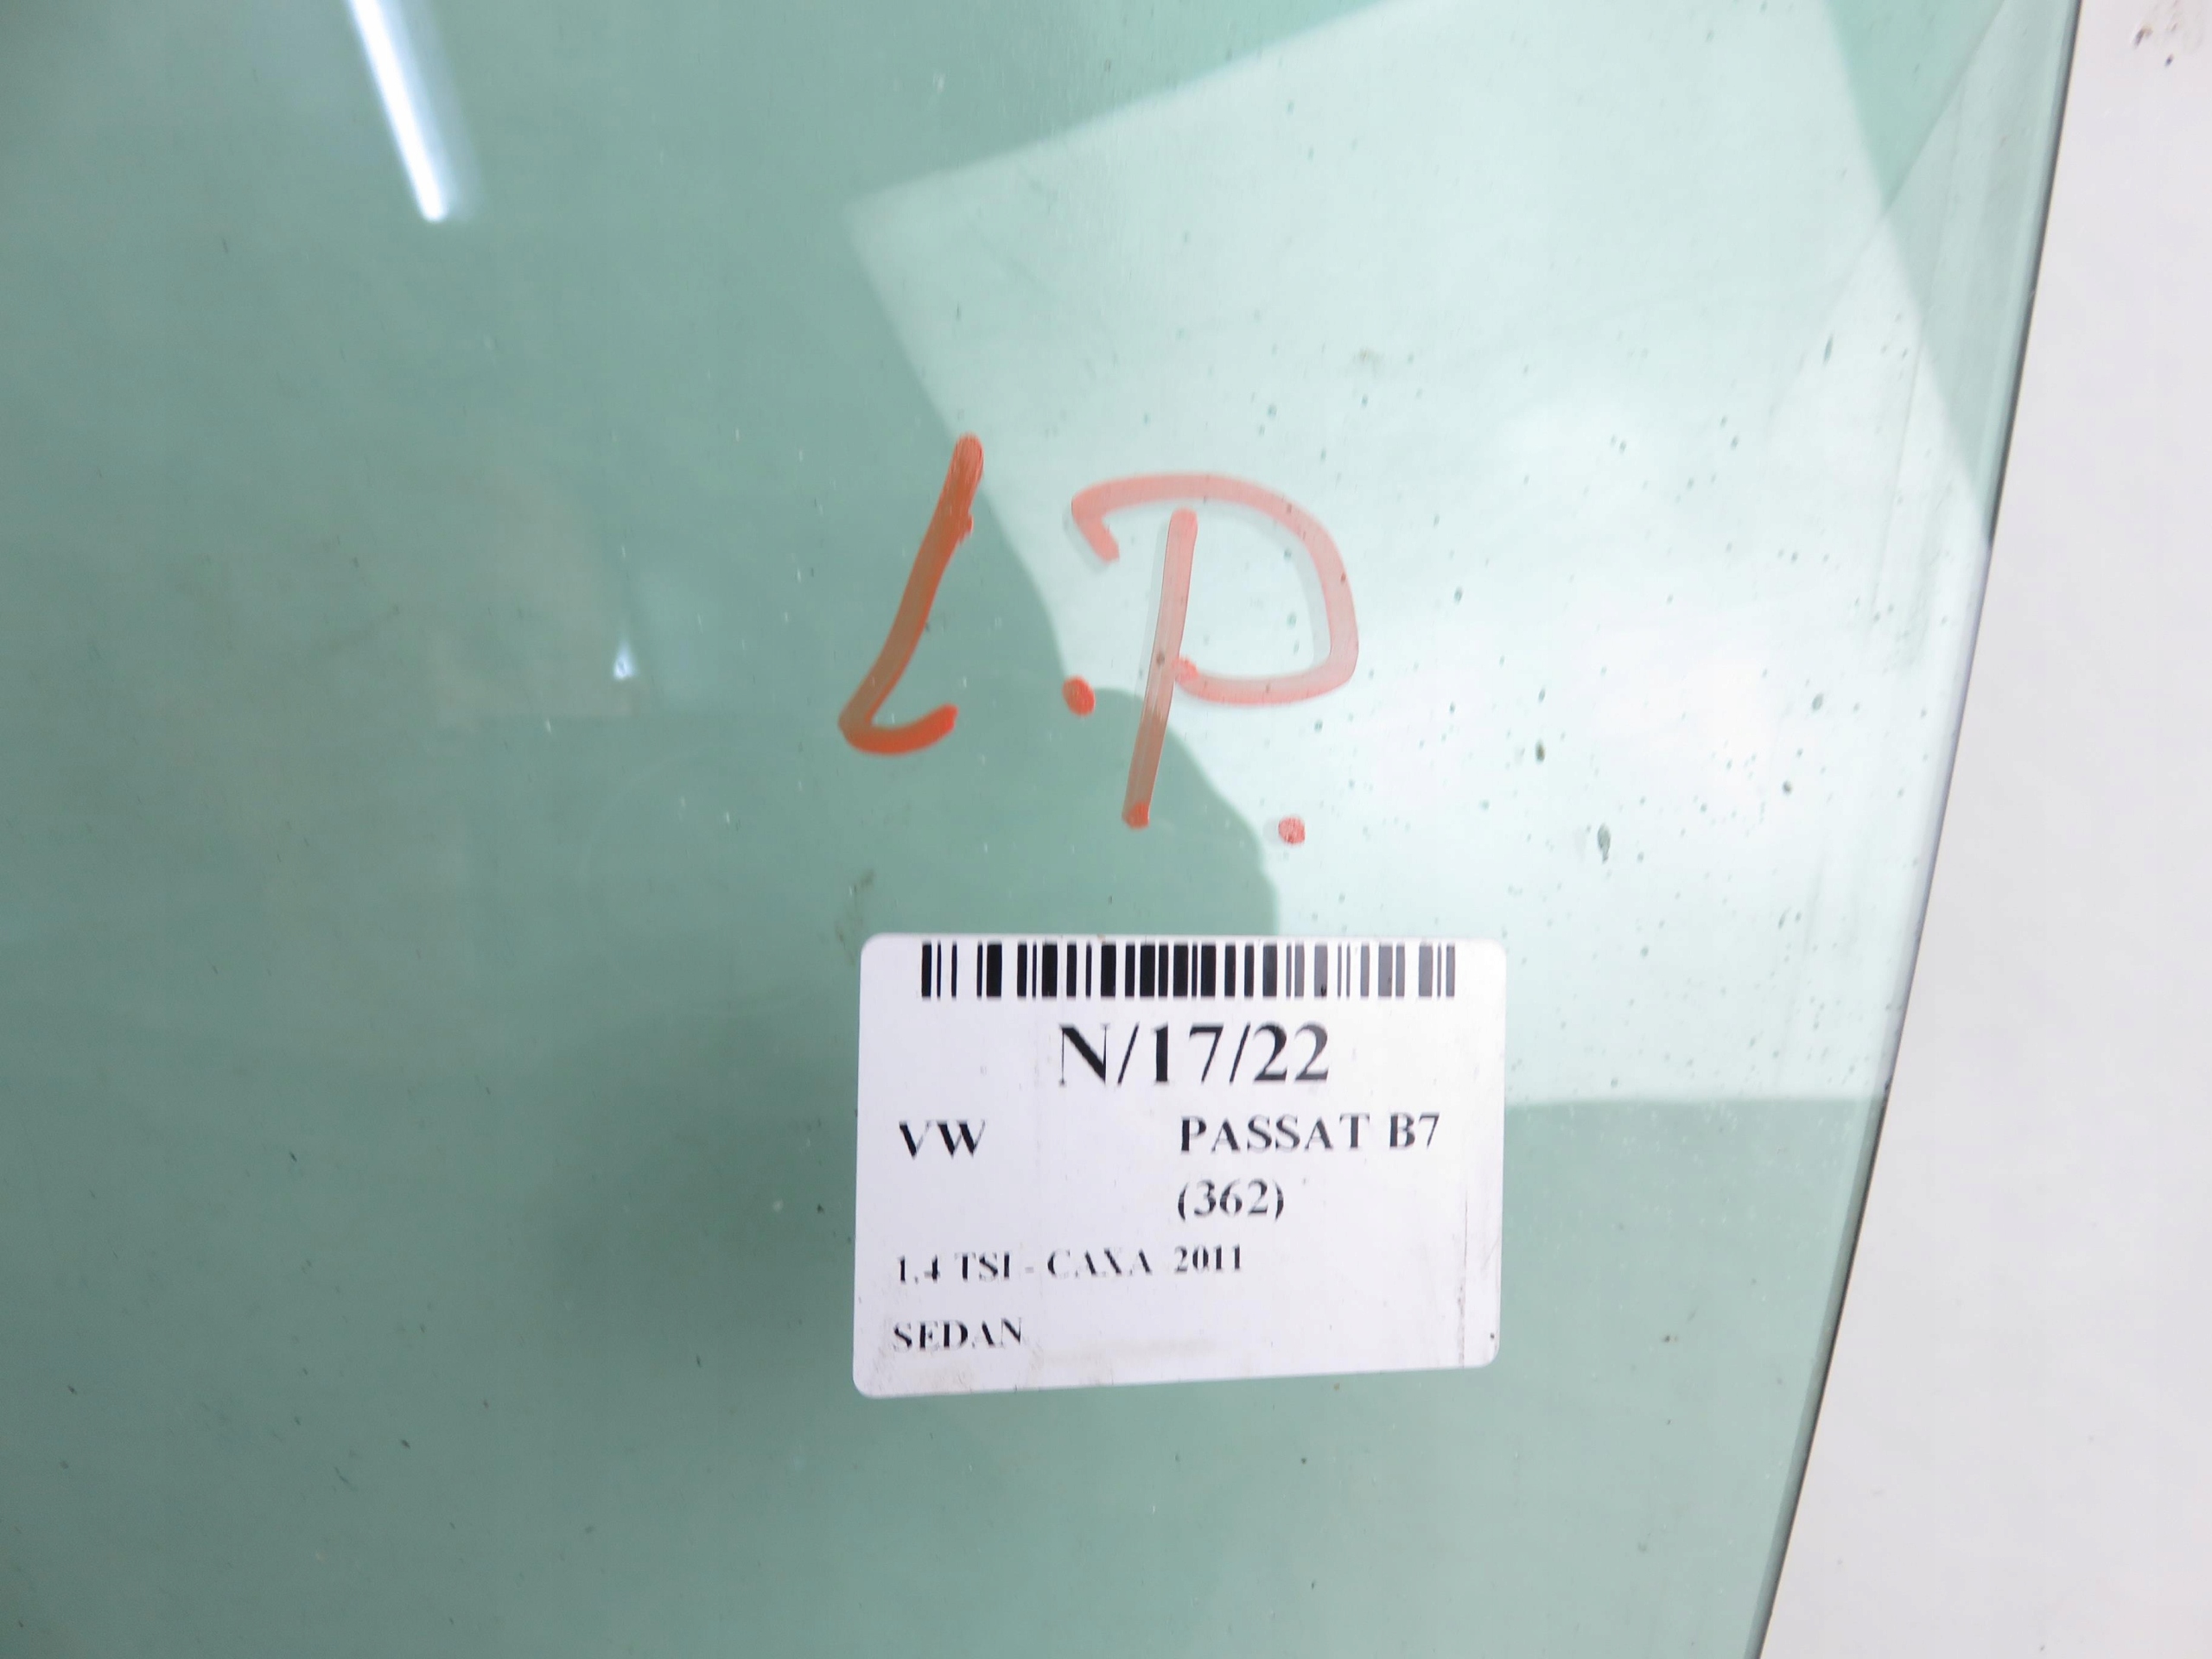 L.P.
N/17/22
VW PASSAT B7
(362)
1.4 TSI - CAXA 2011
SEDAN